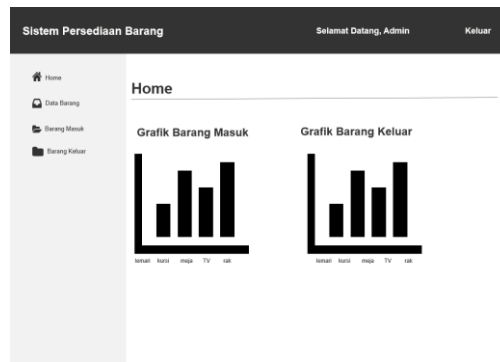 Sistem Persediaan Barang
Selamat Datang, Admin
Keluar
Home
Data Barang
Barang Masuk
Barang Keluar
Home
Grafik Barang Masuk
lemari kursi meja TV rak
Grafik Barang Keluar
lemari kursi meja TV rak